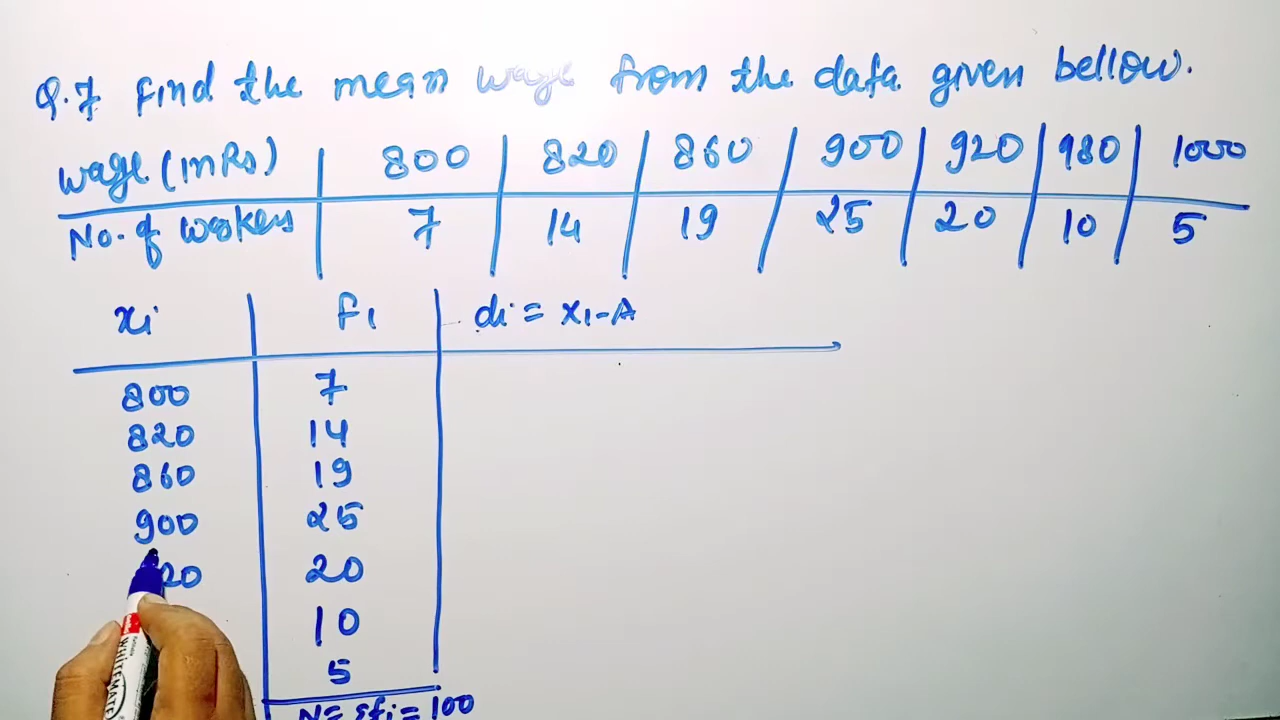 Q.7 Find the mean wage from the data given bellow.
wage (in Rs) 800 820 860 900 920 980 1000
No. of workers 7 14 19 25 20 10 5
xi fi di = xi-A
800 7
820 14
860 19
900 25
20 20
10
5
N = Σfi = 100
WHITEMATE